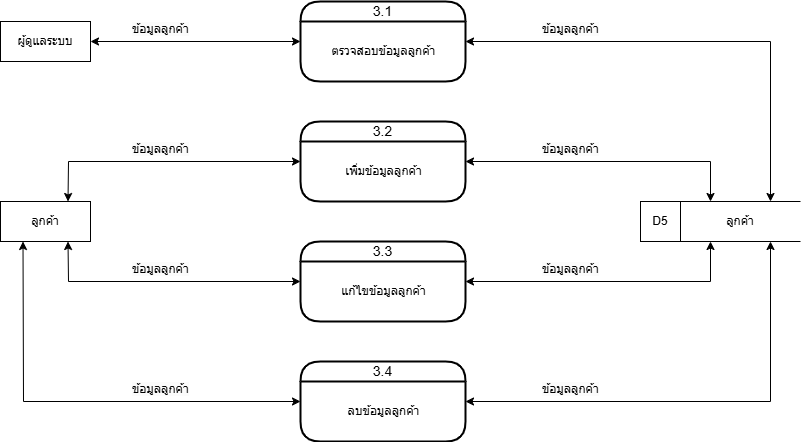 3.1
ผู้ดูแลระบบ
ข้อมูลลูกค้า
ตรวจสอบข้อมูลลูกค้า
ข้อมูลลูกค้า
3.2
ข้อมูลลูกค้า
เพิ่มข้อมูลลูกค้า
ข้อมูลลูกค้า
ลูกค้า
D5
ลูกค้า
3.3
ข้อมูลลูกค้า
แก้ไขข้อมูลลูกค้า
ข้อมูลลูกค้า
3.4
ข้อมูลลูกค้า
ลบข้อมูลลูกค้า
ข้อมูลลูกค้า